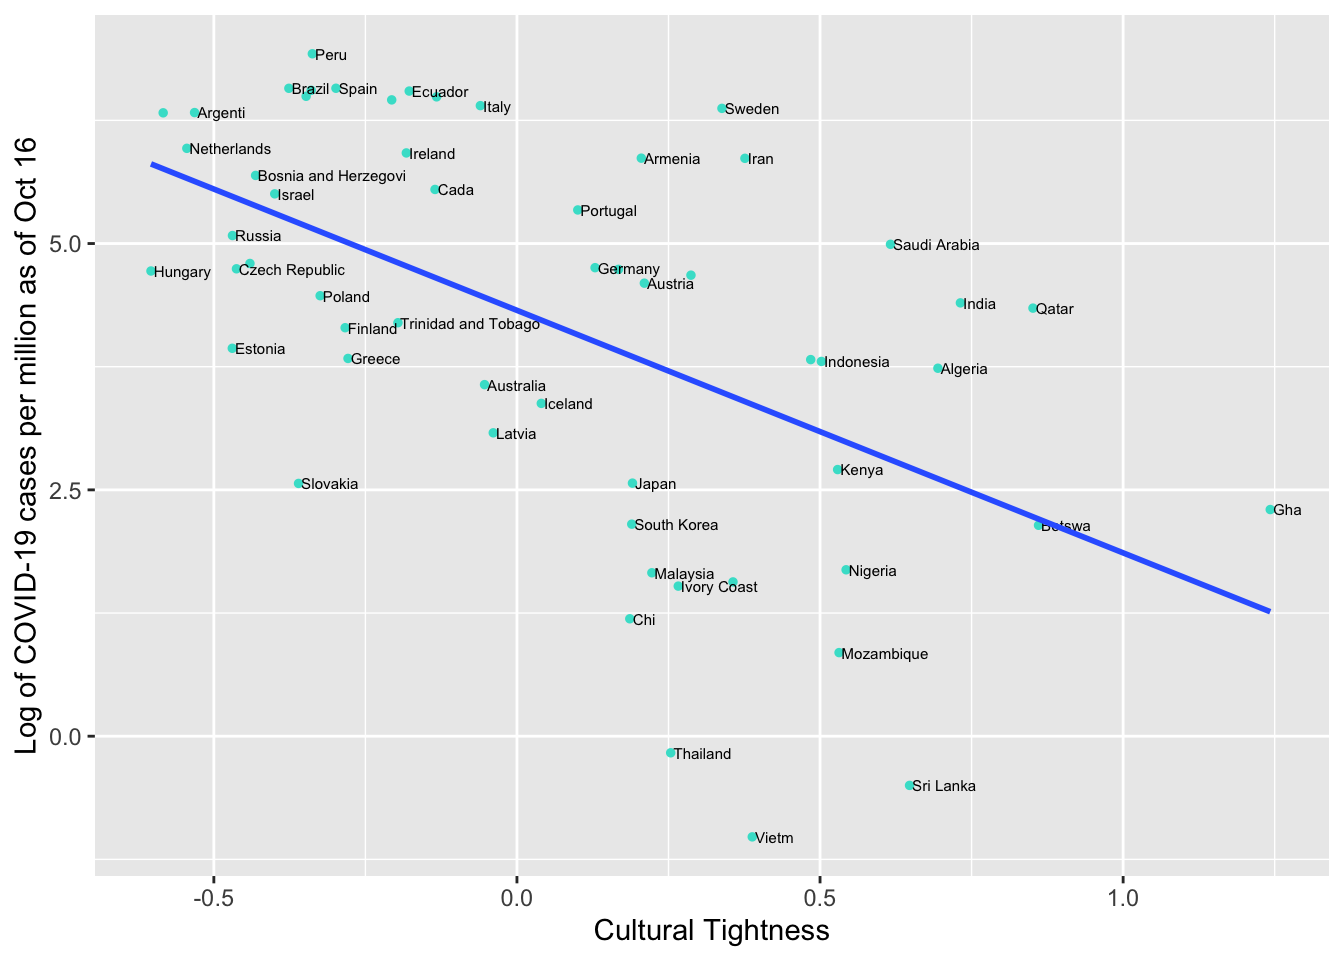 Peru
Brazil
Spain
Ecuador
Italy
Argenti
Sweden
Netherlands
Ireland
Armenia
Iran
Bosnia and Herzegovi
Israel
Cada
Portugal
Russia
5.0
Saudi Arabia
Hungary
Czech Republic
Germany
Austria
Poland
India
Qatar
Finland
Trinidad and Tobago
Estonia
Greece
Indonesia
Algeria
Australia
Iceland
Latvia
Kenya
Slovakia
2.5
Japan
South Korea
Gha
Botswa
Malaysia
Ivory Coast
Nigeria
Chi
Mozambique
0.0
Thailand
Sri Lanka
Vietm
-0.5
0.0
0.5
1.0
Cultural Tightness
Log of COVID-19 cases per million as of Oct 16